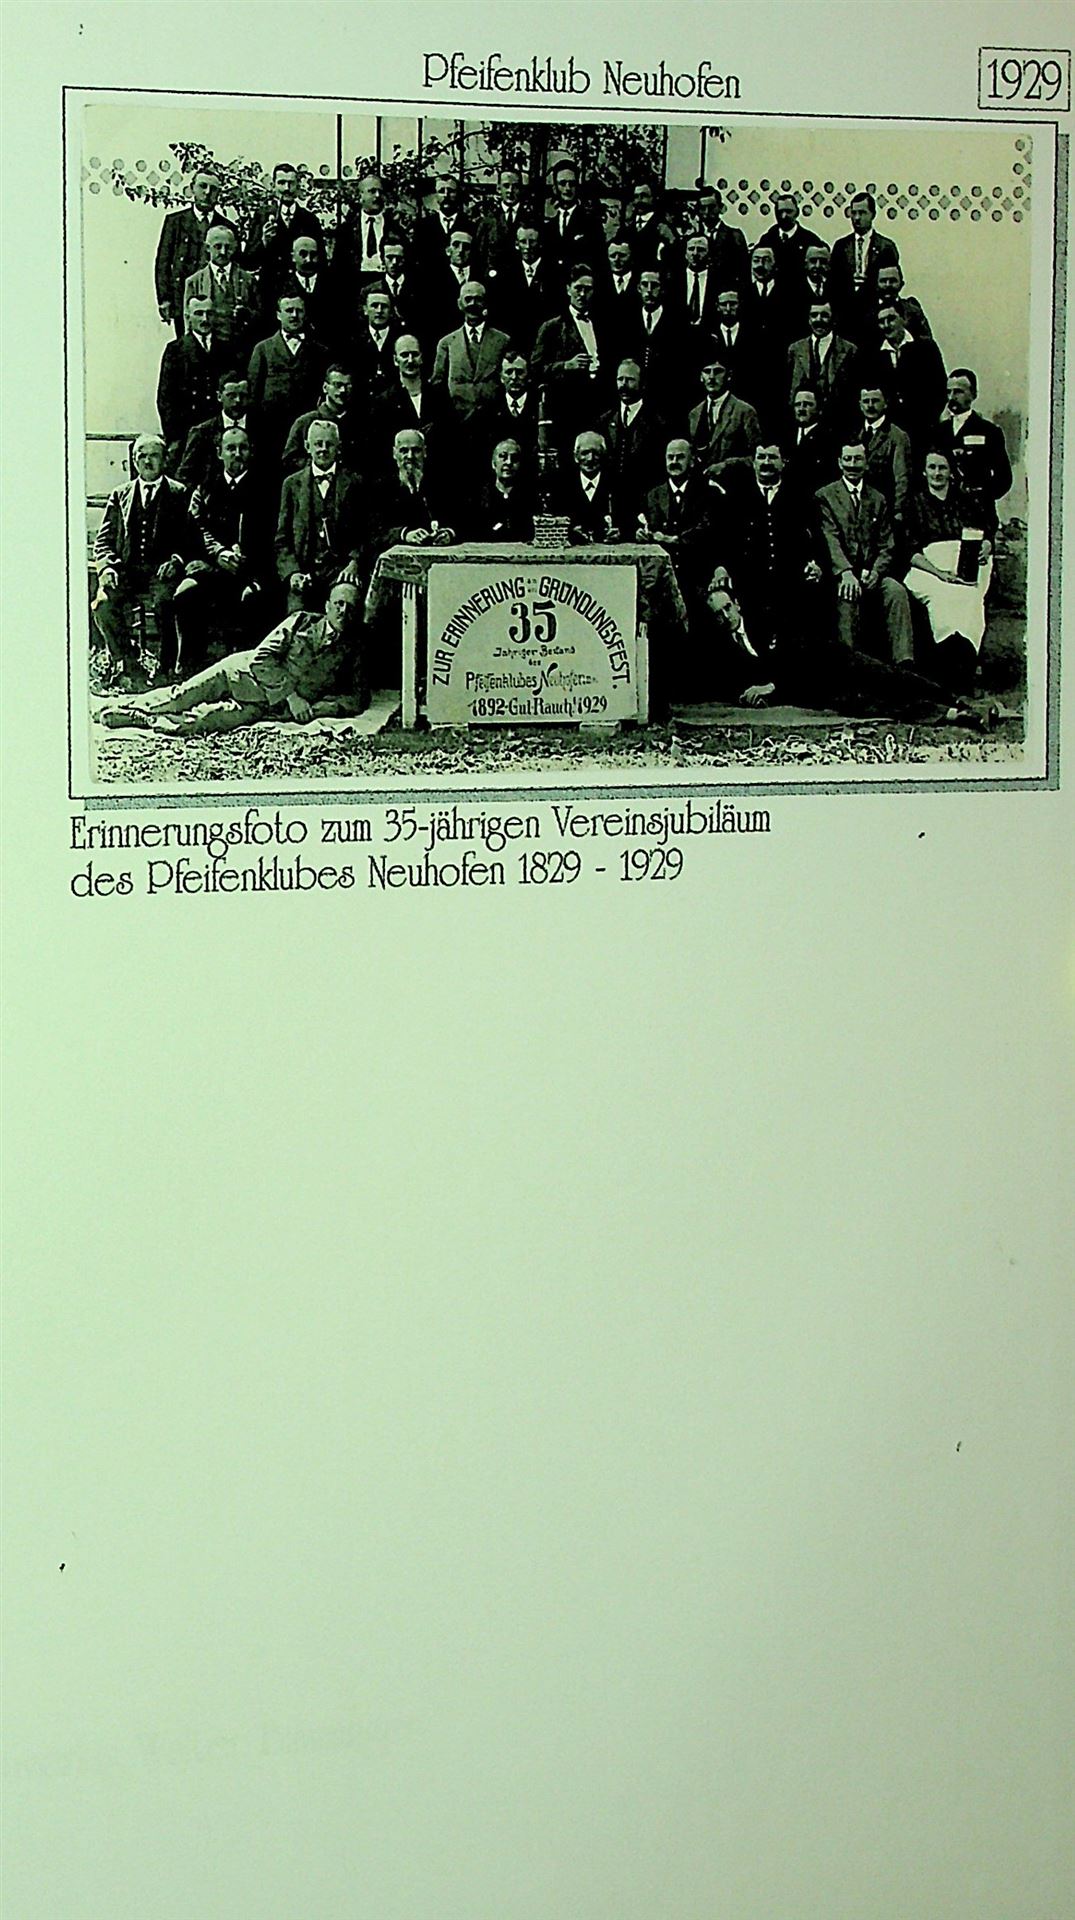 Pfeifenklub Neuhofen
1929
ZUR ERINNERUNG AN GRÜNDUNGSFEST.
35
Jahriger Bestand
des
Pfeifenklubes Neuhofen
1892-Gut Rauch!-1929
Erinnerungsfoto zum 35-jährigen Vereinsjubiläum
des Pfeifenklubes Neuhofen 1829 - 1929